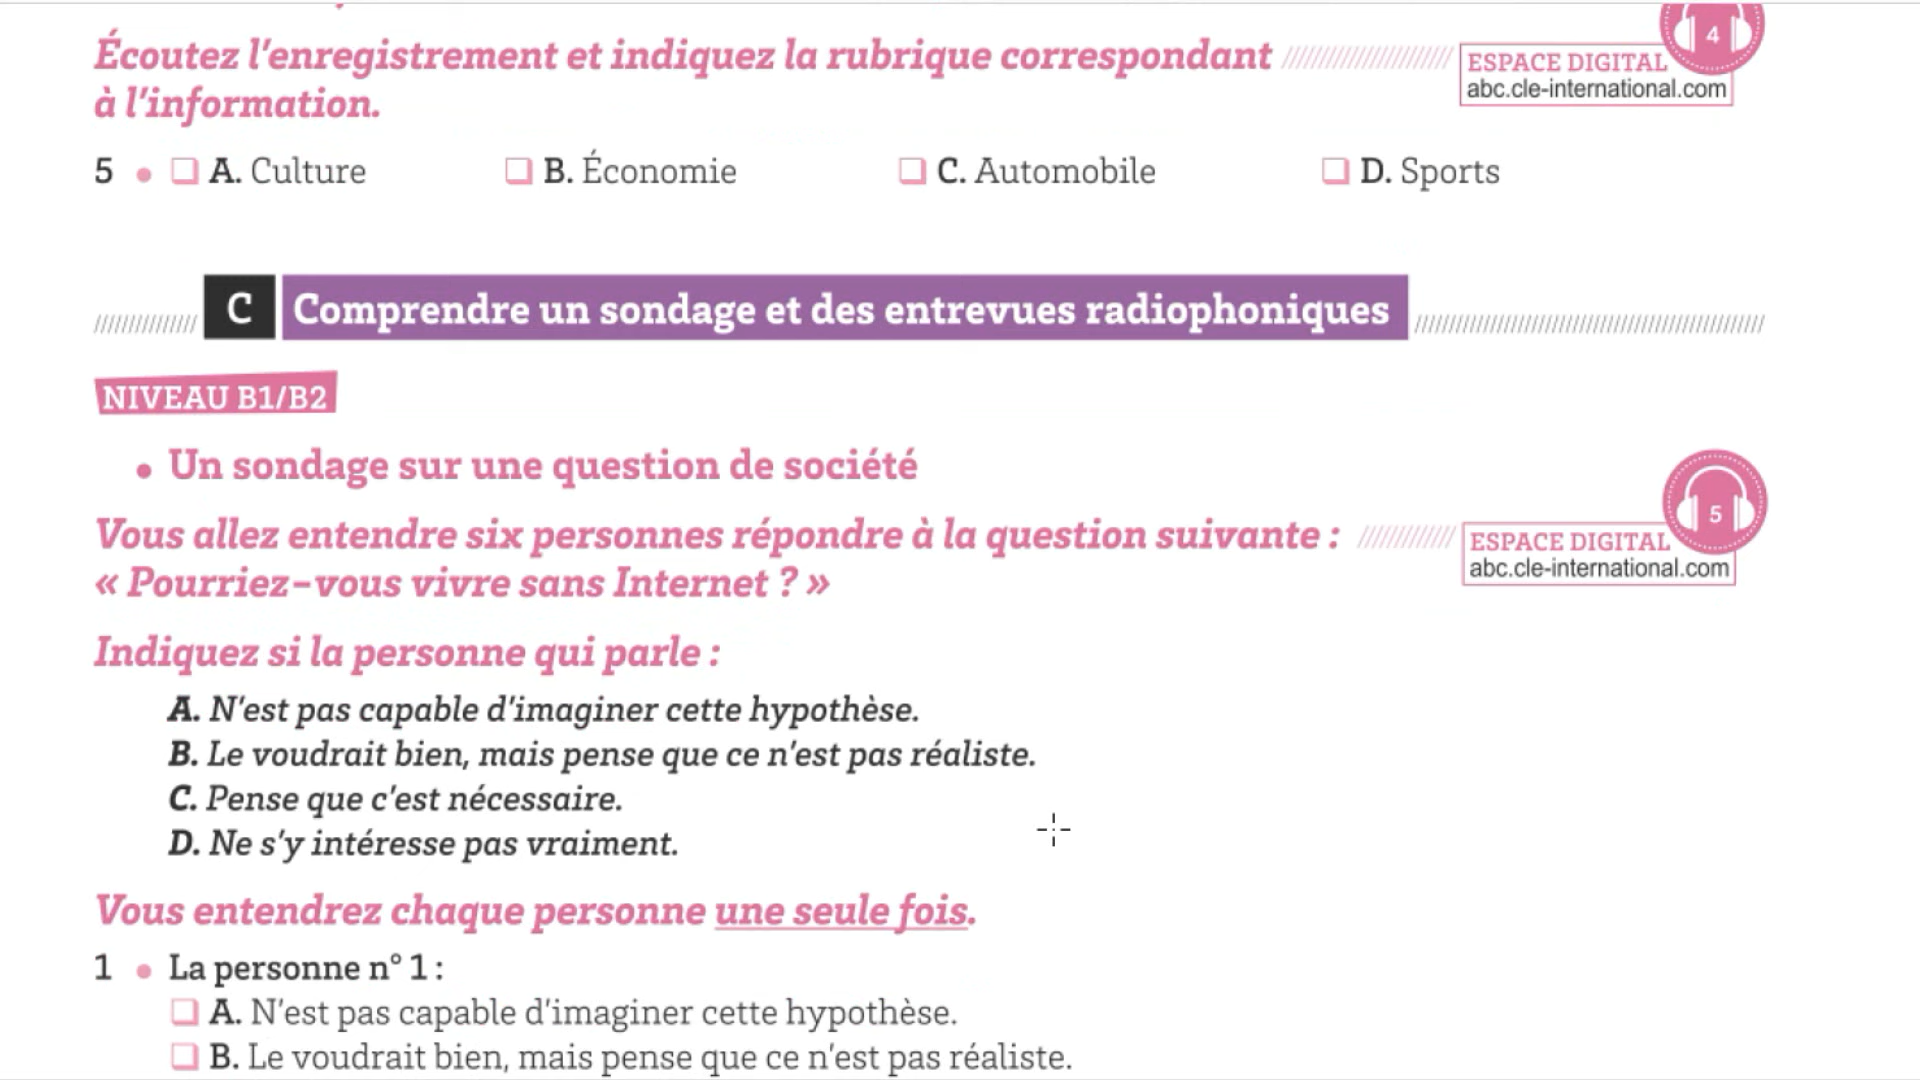 Écoutez l'enregistrement et indiquez la rubrique correspondant
à l'information.
4
ESPACE DIGITAL
abc.cle-international.com
5 • ❑ A. Culture ❑ B. Économie ❑ C. Automobile ❑ D. Sports
C Comprendre un sondage et des entrevues radiophoniques
NIVEAU B1/B2
• Un sondage sur une question de société
Vous allez entendre six personnes répondre à la question suivante :
« Pourriez-vous vivre sans Internet ? »
5
ESPACE DIGITAL
abc.cle-international.com
Indiquez si la personne qui parle :
A. N'est pas capable d'imaginer cette hypothèse.
B. Le voudrait bien, mais pense que ce n'est pas réaliste.
C. Pense que c'est nécessaire.
D. Ne s'y intéresse pas vraiment.
Vous entendrez chaque personne une seule fois.
1 • La personne n° 1 :
❑ A. N'est pas capable d'imaginer cette hypothèse.
❑ B. Le voudrait bien, mais pense que ce n'est pas réaliste.